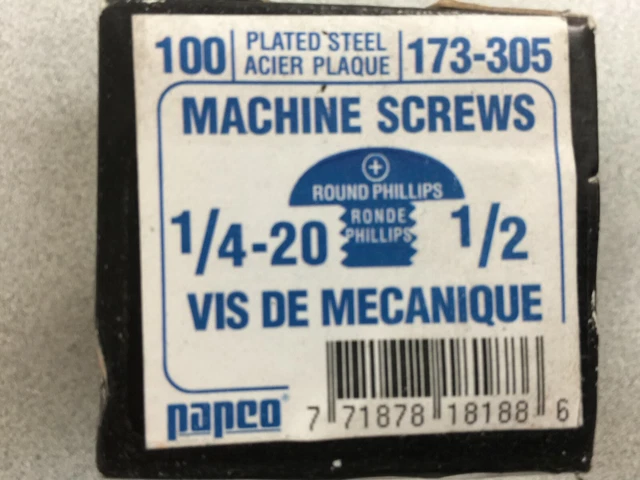 100 PLATED STEEL 173-305
ACIER PLAQUE
MACHINE SCREWS
ROUND PHILLIPS
1/4-20 RONDE PHILLIPS 1/2
VIS DE MECANIQUE
papco®
7 71878 18188 6